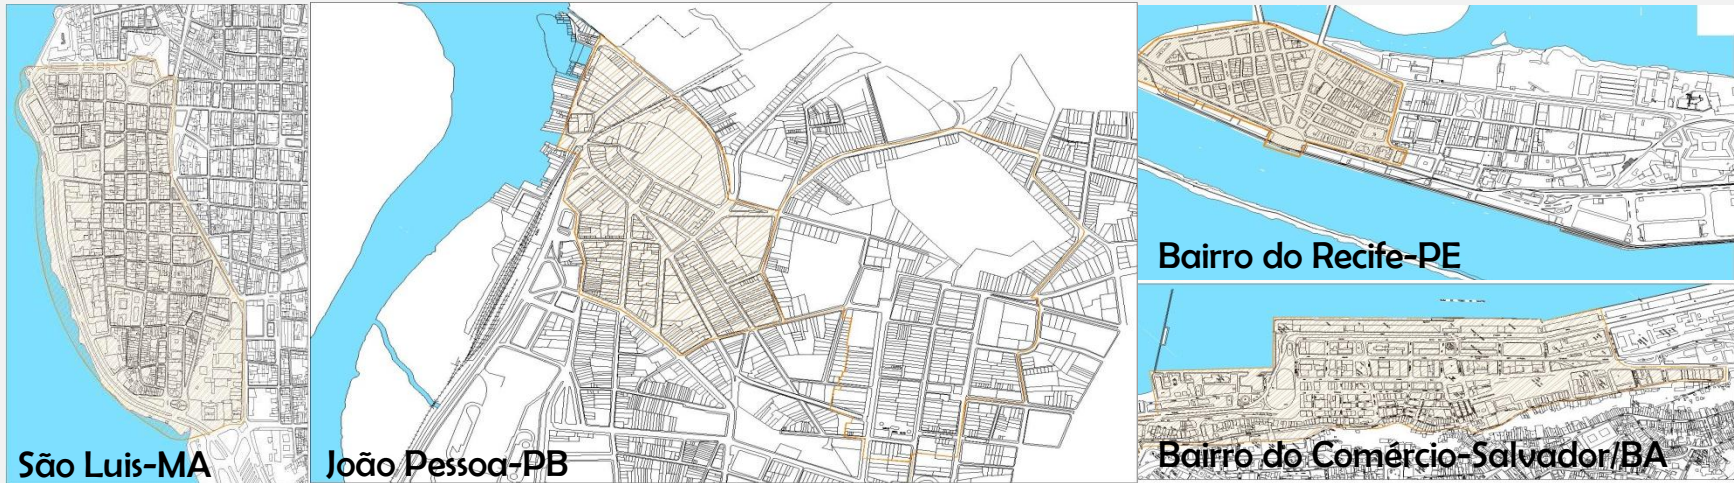 São Luis-MA
João Pessoa-PB
Bairro do Recife-PE
Bairro do Comércio-Salvador/BA